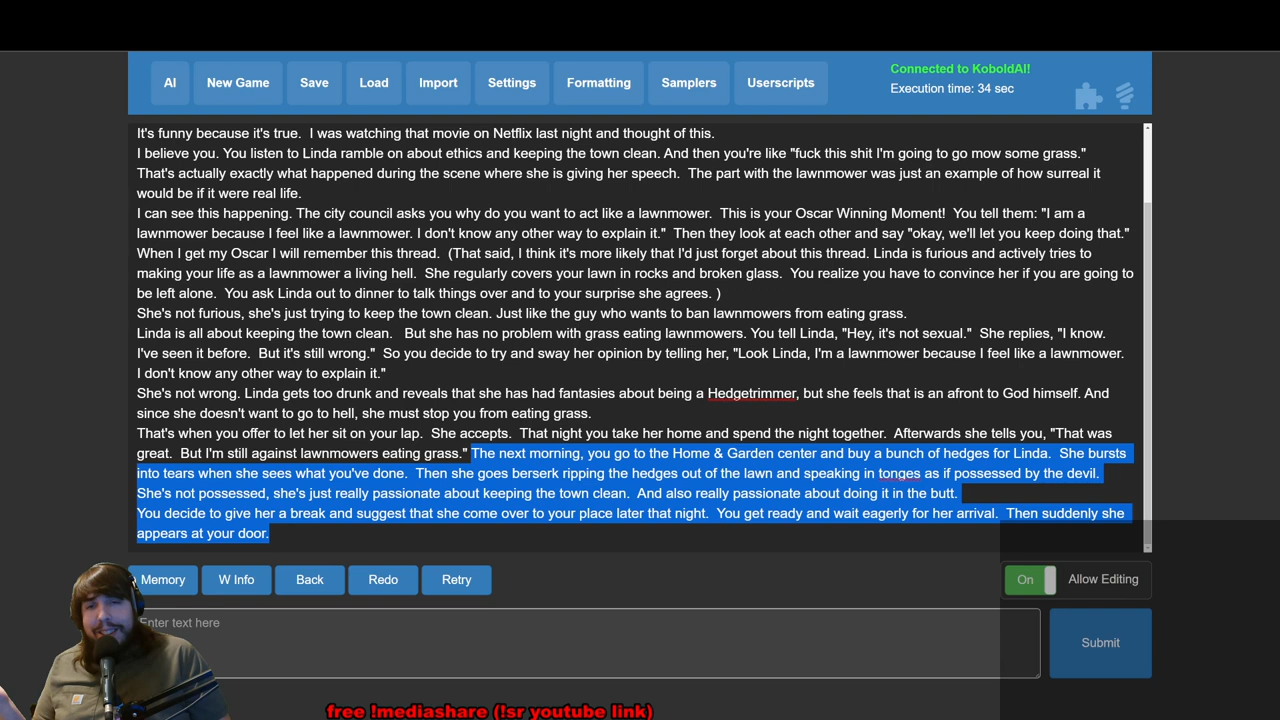 AI New Game Save Load Import Settings Formatting Samplers Userscripts
Connected to KoboldAI!
Execution time: 34 sec
It's funny because it's true. I was watching that movie on Netflix last night and thought of this.
I believe you. You listen to Linda ramble on about ethics and keeping the town clean. And then you're like "fuck this shit I'm going to go mow some grass."
That's actually exactly what happened during the scene where she is giving her speech. The part with the lawnmower was just an example of how surreal it
would be if it were real life.
I can see this happening. The city council asks you why do you want to act like a lawnmower. This is your Oscar Winning Moment! You tell them: "I am a
lawnmower because I feel like a lawnmower. I don't know any other way to explain it." Then they look at each other and say "okay, we'll let you keep doing that."
When I get my Oscar I will remember this thread. (That said, I think it's more likely that I'd just forget about this thread. Linda is furious and actively tries to
making your life as a lawnmower a living hell. She regularly covers your lawn in rocks and broken glass. You realize you have to convince her if you are going to
be left alone. You ask Linda out to dinner to talk things over and to your surprise she agrees. )
She's not furious, she's just trying to keep the town clean. Just like the guy who wants to ban lawnmowers from eating grass.
Linda is all about keeping the town clean. But she has no problem with grass eating lawnmowers. You tell Linda, "Hey, it's not sexual." She replies, "I know.
I've seen it before. But it's still wrong." So you decide to try and sway her opinion by telling her, "Look Linda, I'm a lawnmower because I feel like a lawnmower.
I don't know any other way to explain it."
She's not wrong. Linda gets too drunk and reveals that she has had fantasies about being a Hedgetrimmer, but she feels that is an afront to God himself. And
since she doesn't want to go to hell, she must stop you from eating grass.
That's when you offer to let her sit on your lap. She accepts. That night you take her home and spend the night together. Afterwards she tells you, "That was
great. But I'm still against lawnmowers eating grass." The next morning, you go to the Home & Garden center and buy a bunch of hedges for Linda. She bursts
into tears when she sees what you've done. Then she goes berserk ripping the hedges out of the lawn and speaking in tonges as if possessed by the devil.
She's not possessed, she's just really passionate about keeping the town clean. And also really passionate about doing it in the butt.
You decide to give her a break and suggest that she come over to your place later that night. You get ready and wait eagerly for her arrival. Then suddenly she
appears at your door.
Memory W Info Back Redo Retry On Allow Editing
Enter text here
Submit
free !mediashare (!sr youtube link)